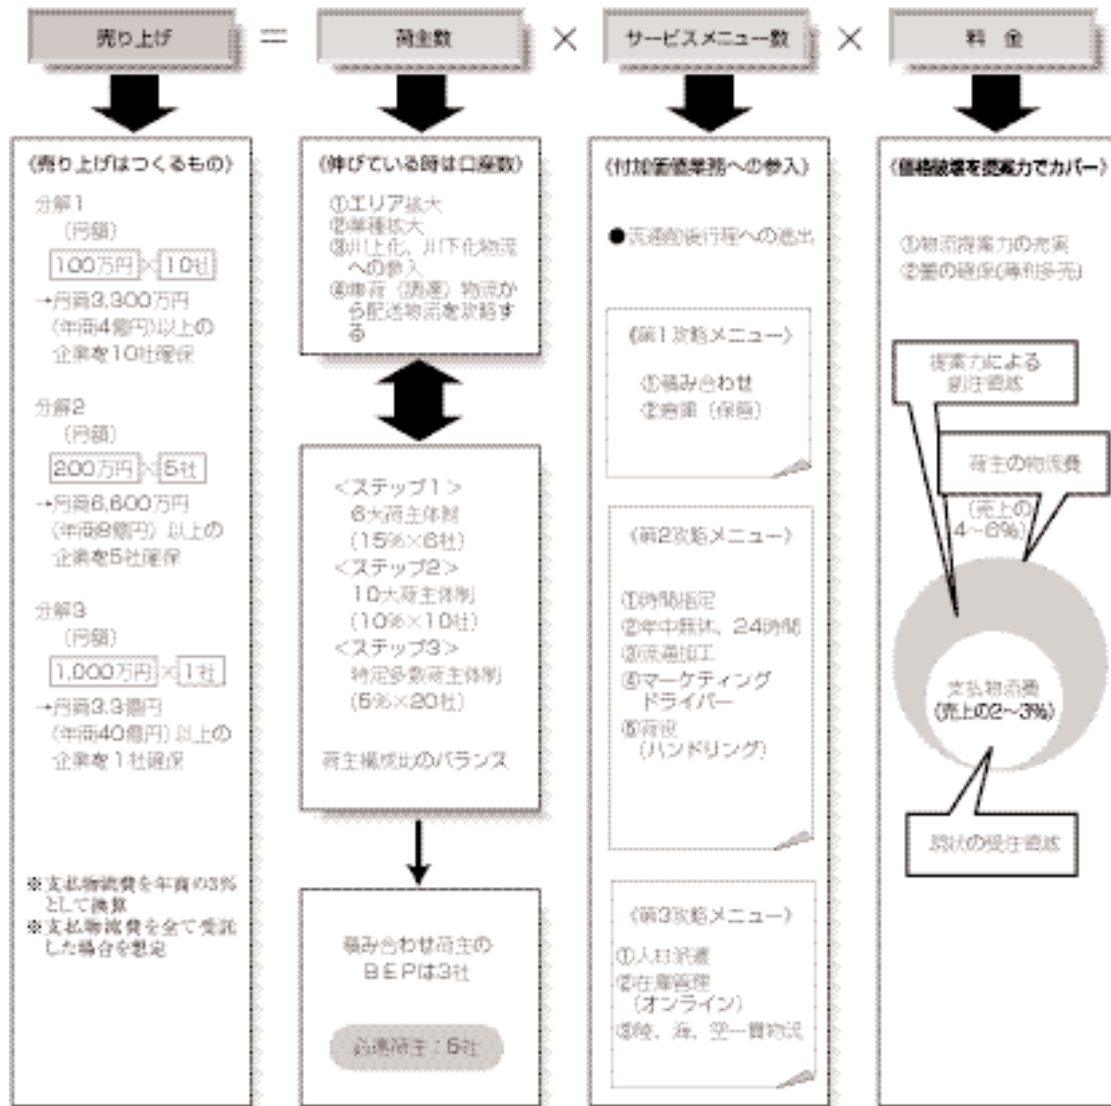 売り上げ ＝ 荷主数 × サービスメニュー数 × 料金
《売り上げはつくるもの》
分解1
（月額）
100万円×10社
→月商3,300万円
（年商4億円）以上の
企業を10社確保
分解2
（月額）
200万円×5社
→月商6,600万円
（年商8億円）以上の
企業を5社確保
分解3
（月額）
1,000万円×1社
→月商3.3億円
（年商40億円）以上の
企業を1社確保
※支払物流費を年商の3%
として換算
※支払物流費を全て受託
した場合を想定
《伸びている時は口座数》
①エリア拡大
②業種拡大
③川上化、川下化物流
への参入
④集荷（調達）物流か
ら配送物流を攻略す
る
＜ステップ1＞
6大荷主体制
（15%×6社）
＜ステップ2＞
10大荷主体制
（10%×10社）
＜ステップ3＞
特定多数荷主体制
（5%×20社）
荷主構成比のバランス
積み合わせ荷主の
BEPは3社
荷主：5社
《付加価値業務への参入》
●流通前後行程への進出
《第1攻略メニュー》
①積み合わせ
②倉庫（保管）
《第2攻略メニュー》
①時間指定
②年中無休、24時間
③流通加工
④マーケティング
ドライバー
⑤荷役
（ハンドリング）
《第3攻略メニュー》
①人材派遣
②在庫管理
（オンライン）
③陸、海、空一貫物流
《価格破壊を提案力でカバー》
①物流提案力の充実
②量の確保（薄利多売）
提案力による
創注領域
荷主の物流費
（売上の
4～6%）
支払物流費
（売上の2～3%）
現状の受注領域